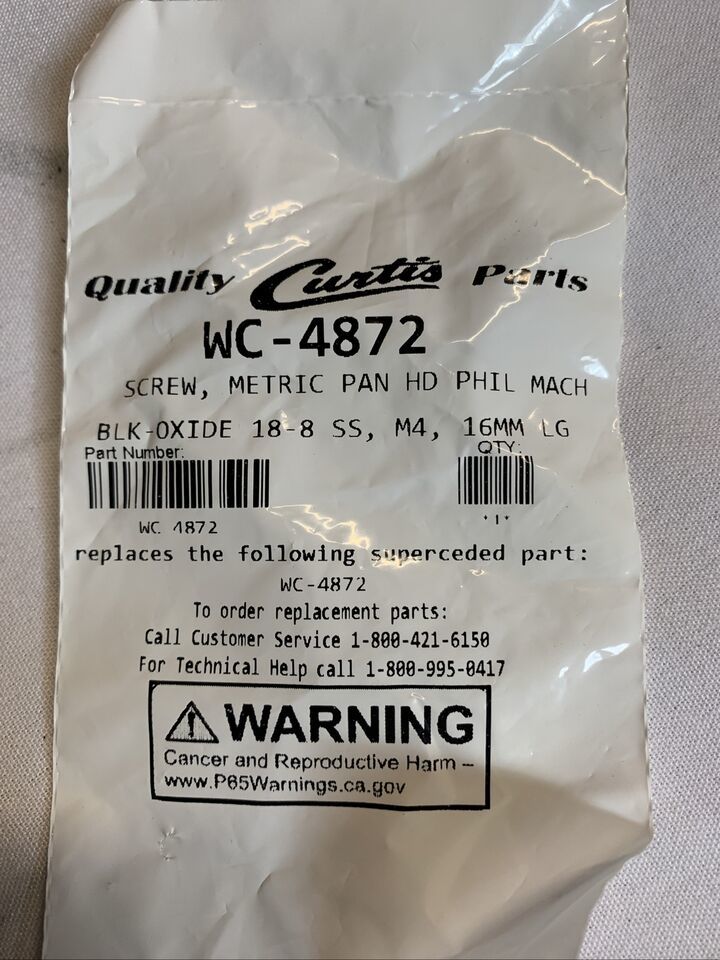 Quality Curtis Parts
WC-4872
SCREW, METRIC PAN HD PHIL MACH
BLK-OXIDE 18-8 SS, M4, 16MM LG
Part Number:
QTY:
WC 4872
*1*
replaces the following superceded part:
WC-4872
To order replacement parts:
Call Customer Service 1-800-421-6150
For Technical Help call 1-800-995-0417
WARNING
Cancer and Reproductive Harm –
www.P65Warnings.ca.gov